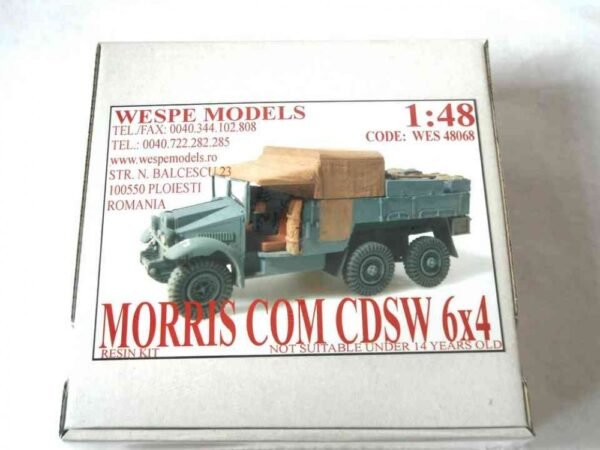 WESPE MODELS
TEL./FAX: 0040.344.102.808
TEL.: 0040.722.282.285
www.wespemodels.ro
STR. N. BALCESCU 23
100550 PLOIESTI
ROMANIA
1:48
CODE: WES 48068
MORRIS COM CDSW 6x4
RESIN KIT
NOT SUITABLE UNDER 14 YEARS OLD